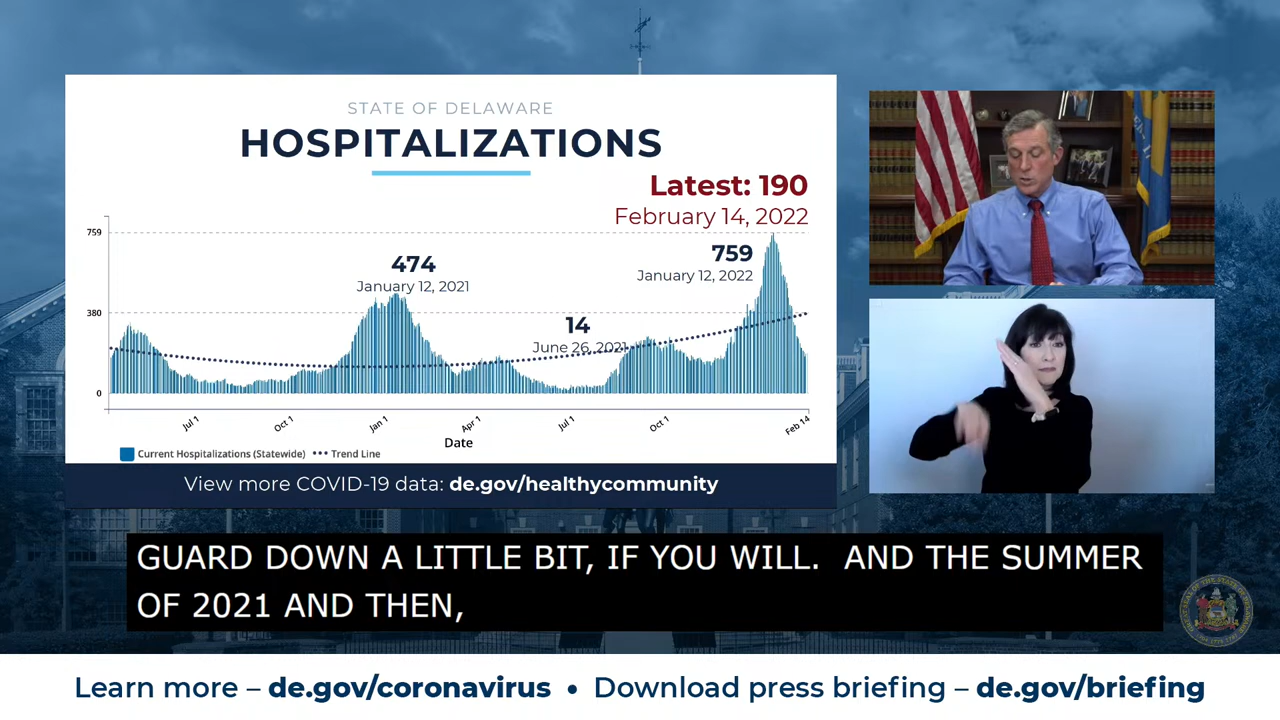 STATE OF DELAWARE
HOSPITALIZATIONS
Latest: 190
February 14, 2022
759
474
759
January 12, 2022
January 12, 2021
380
14
June 26, 2021
0
Jul 1
Oct 1
Jan 1
Apr 1
Jul 1
Oct 1
Feb 14
Date
Current Hospitalizations (Statewide)
Trend Line
View more COVID-19 data: de.gov/healthycommunity
GUARD DOWN A LITTLE BIT, IF YOU WILL.  AND THE SUMMER
OF 2021 AND THEN,
Learn more – de.gov/coronavirus • Download press briefing – de.gov/briefing